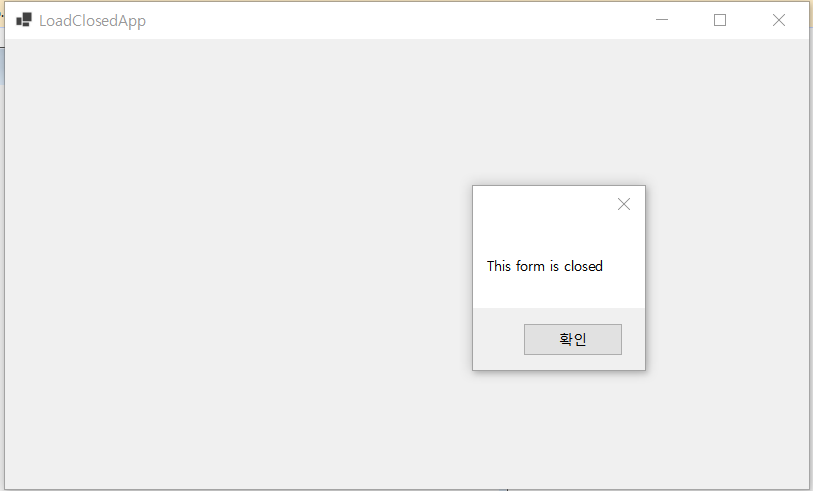 LoadClosedApp
This form is closed
확인